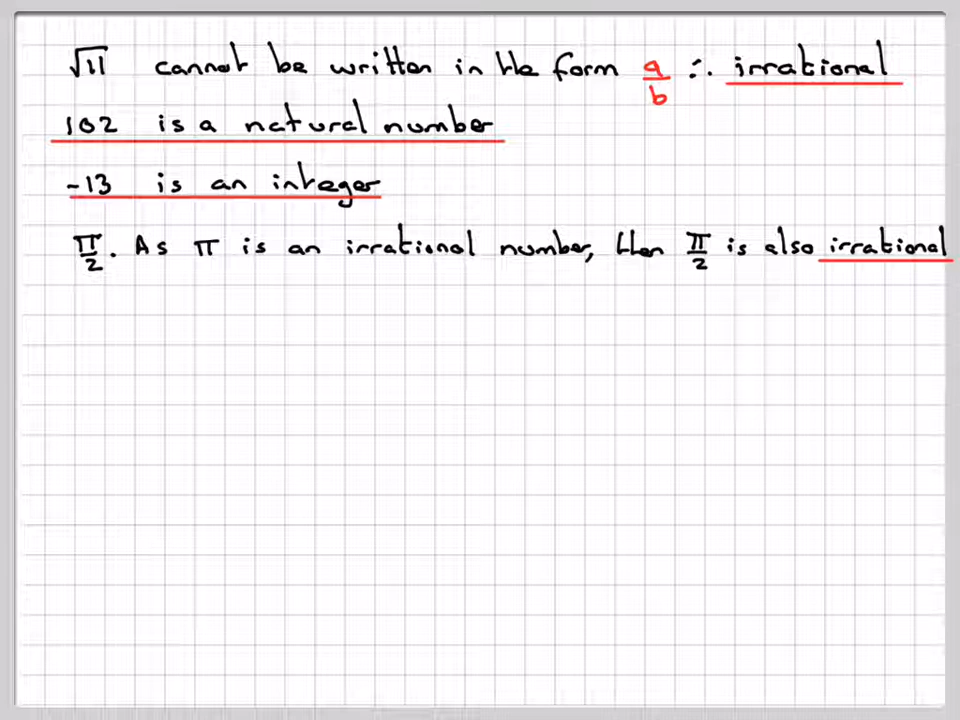 √11 cannot be written in the form a/b ∴ irrational
102 is a natural number
-13 is an integer
π/2. As π is an irrational number, then π/2 is also irrational